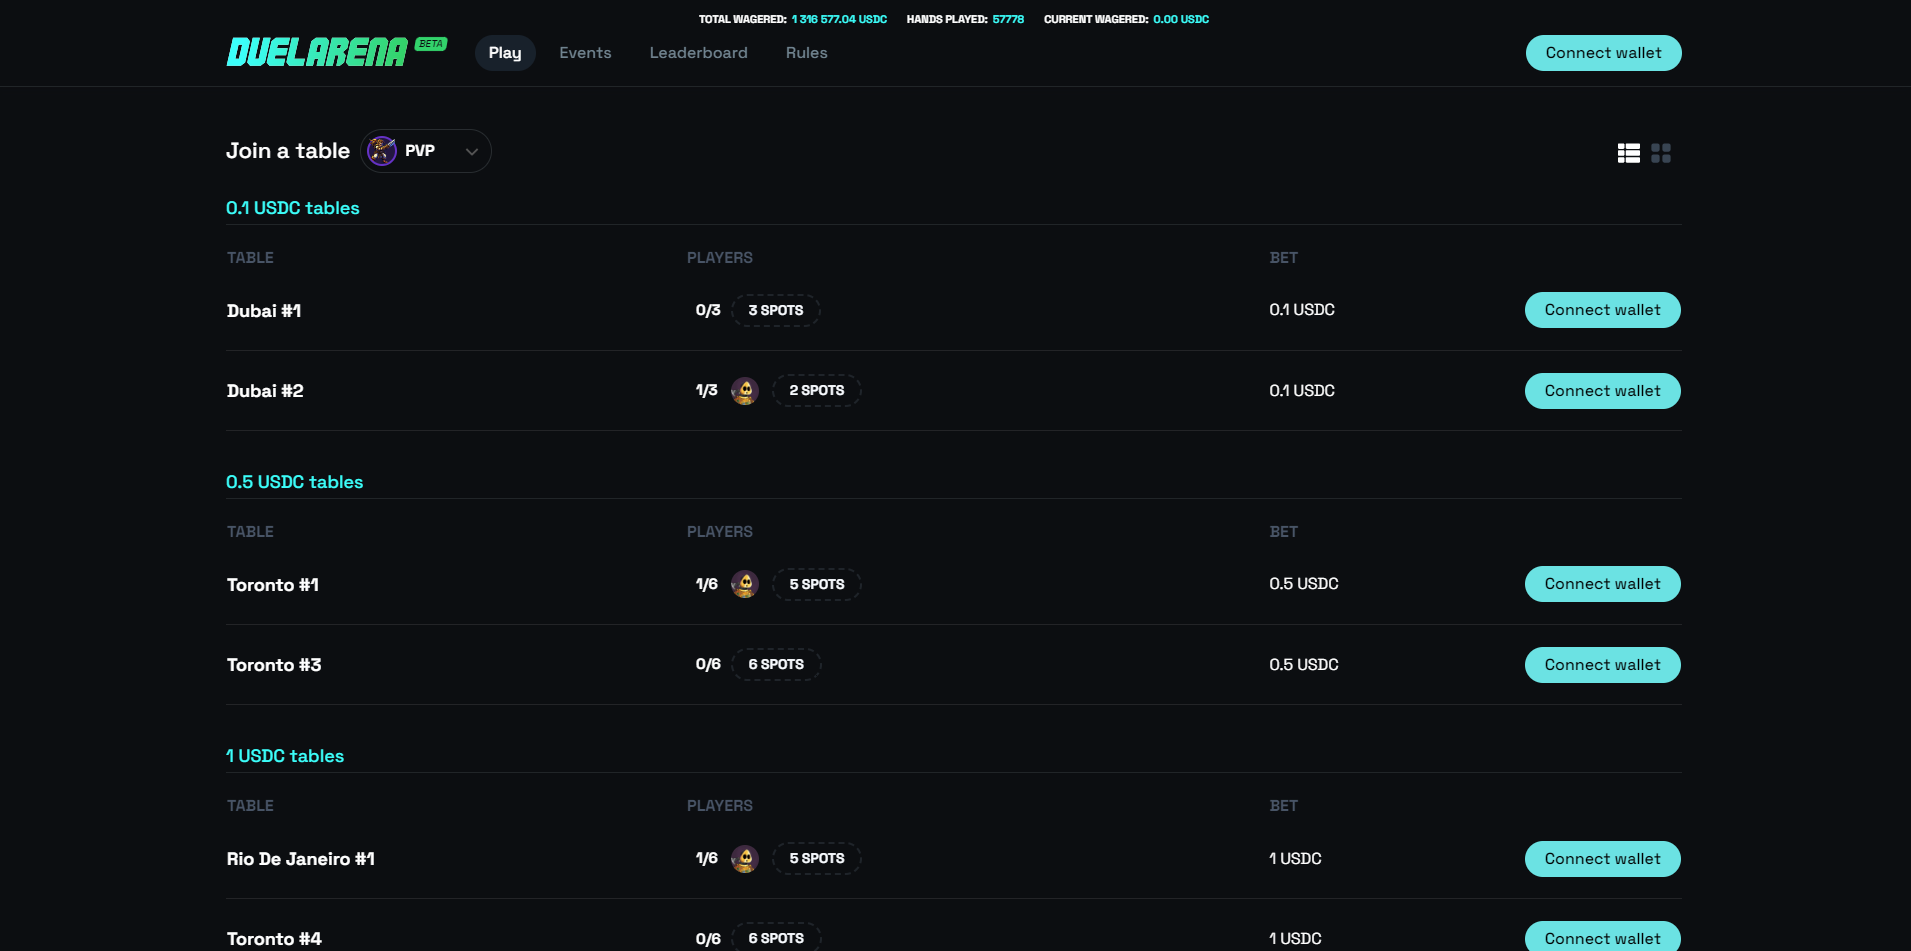 TOTAL WAGERED: 1 316 577.04 USDC HANDS PLAYED: 57778 CURRENT WAGERED: 0.00 USDC
DUELARENA BETA Play Events Leaderboard Rules Connect wallet
Join a table PVP
0.1 USDC tables
TABLE PLAYERS BET
Dubai #1 0/3 3 SPOTS 0.1 USDC Connect wallet
Dubai #2 1/3 2 SPOTS 0.1 USDC Connect wallet
0.5 USDC tables
TABLE PLAYERS BET
Toronto #1 1/6 5 SPOTS 0.5 USDC Connect wallet
Toronto #3 0/6 6 SPOTS 0.5 USDC Connect wallet
1 USDC tables
TABLE PLAYERS BET
Rio De Janeiro #1 1/6 5 SPOTS 1 USDC Connect wallet
Toronto #4 0/6 6 SPOTS 1 USDC Connect wallet